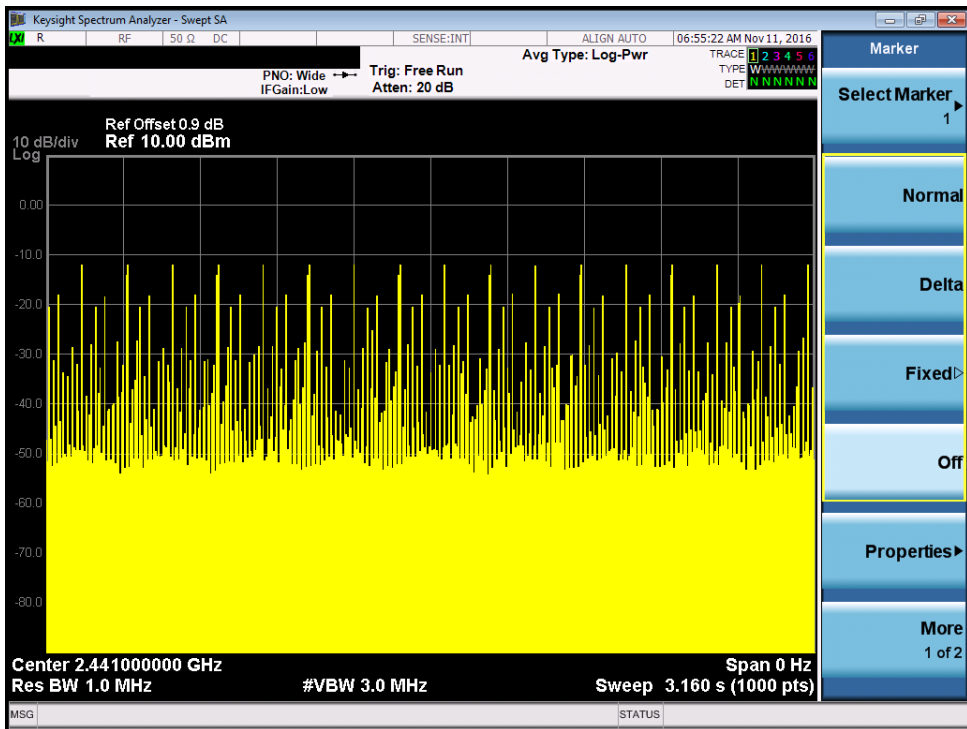 Keysight Spectrum Analyzer - Swept SA
LXI R RF 50 Ω DC SENSE:INT ALIGN AUTO 06:55:22 AM Nov 11, 2016
Avg Type: Log-Pwr TRACE 1 2 3 4 5 6
PNO: Wide Trig: Free Run TYPE WWWWWW
IFGain:Low Atten: 20 dB DET N N N N N N
Ref Offset 0.9 dB
10 dB/div Ref 10.00 dBm
Log
0.00
-10.0
-20.0
-30.0
-40.0
-50.0
-60.0
-70.0
-80.0
Center 2.441000000 GHz Span 0 Hz
Res BW 1.0 MHz #VBW 3.0 MHz Sweep 3.160 s (1000 pts)
MSG STATUS
Marker
Select Marker
1
Normal
Delta
Fixed
Off
Properties
More
1 of 2